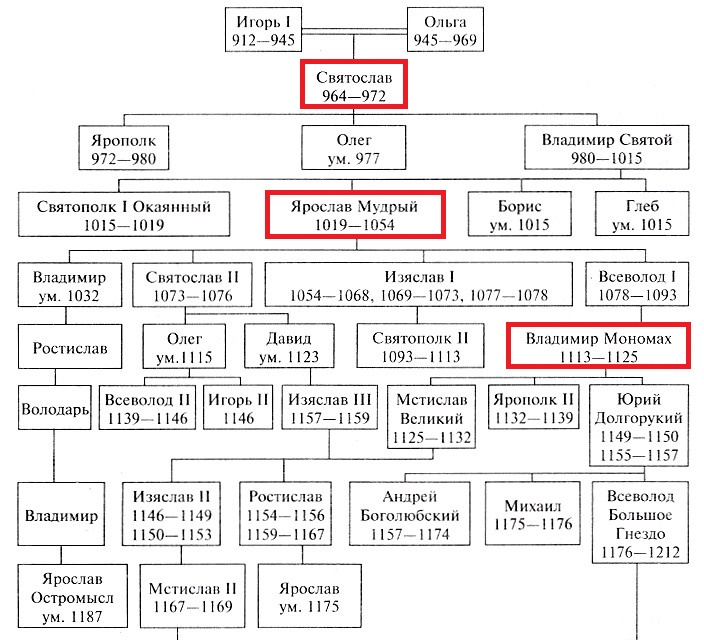 Игорь I
912—945
Ольга
945—969
Святослав
964—972
Ярополк
972—980
Олег
ум. 977
Владимир Святой
980—1015
Святополк I Окаянный
1015—1019
Ярослав Мудрый
1019—1054
Борис
ум. 1015
Глеб
ум. 1015
Владимир
ум. 1032
Святослав II
1073—1076
Изяслав I
1054—1068, 1069—1073, 1077—1078
Всеволод I
1078—1093
Ростислав
Олег
ум.1115
Давид
ум. 1123
Святополк II
1093—1113
Владимир Мономах
1113—1125
Володарь
Всеволод II
1139—1146
Игорь II
1146
Изяслав III
1157—1159
Мстислав
Великий
1125—1132
Ярополк II
1132—1139
Юрий
Долгорукий
1149—1150
1155—1157
Владимир
Изяслав II
1146—1149
1150—1153
Ростислав
1154—1156
1159—1167
Андрей
Боголюбский
1157—1174
Михаил
1175—1176
Всеволод
Большое
Гнездо
1176—1212
Ярослав
Остромысл
ум. 1187
Мстислав II
1167—1169
Ярослав
ум. 1175